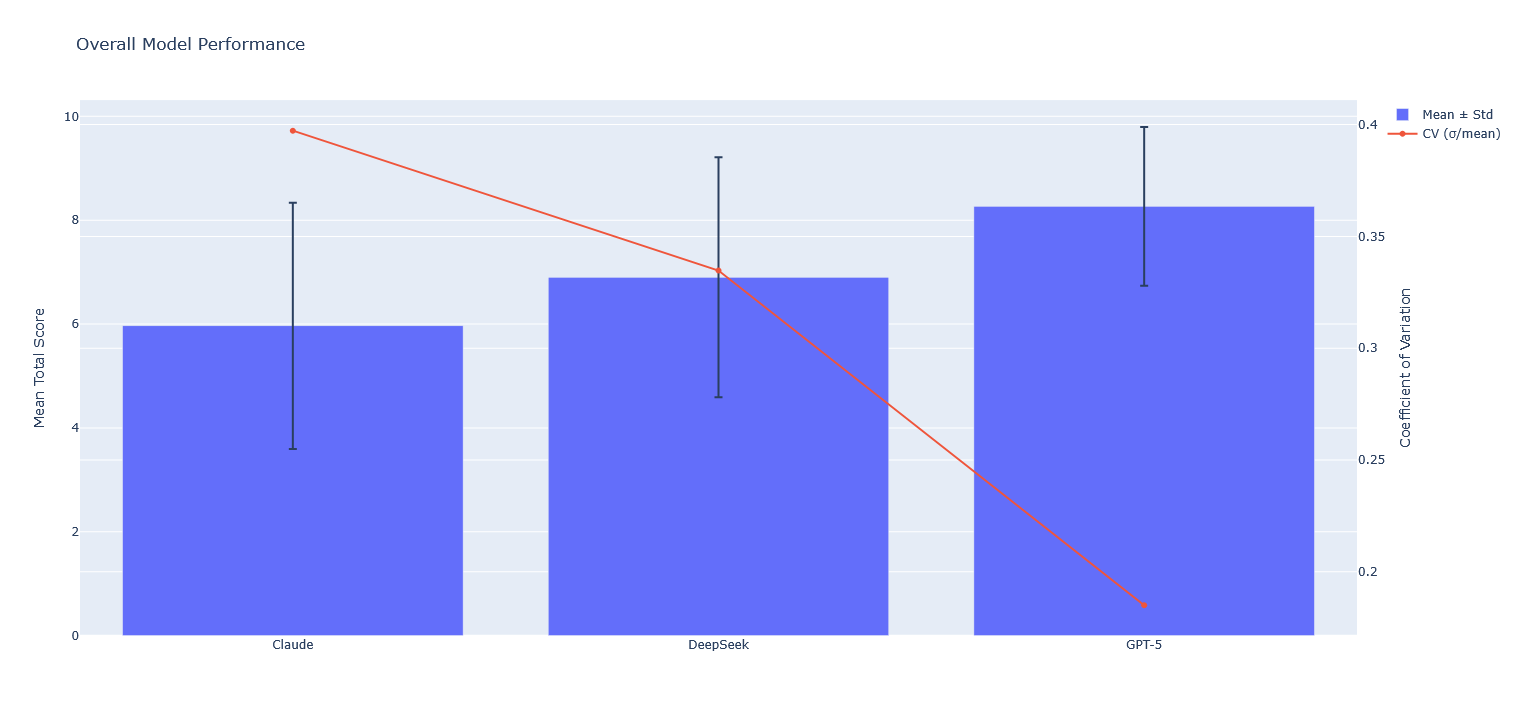 Overall Model Performance
Mean ± Std
CV (σ/mean)
10
8
6
4
2
0
Mean Total Score
0.4
0.35
0.3
0.25
0.2
Coefficient of Variation
Claude
DeepSeek
GPT-5